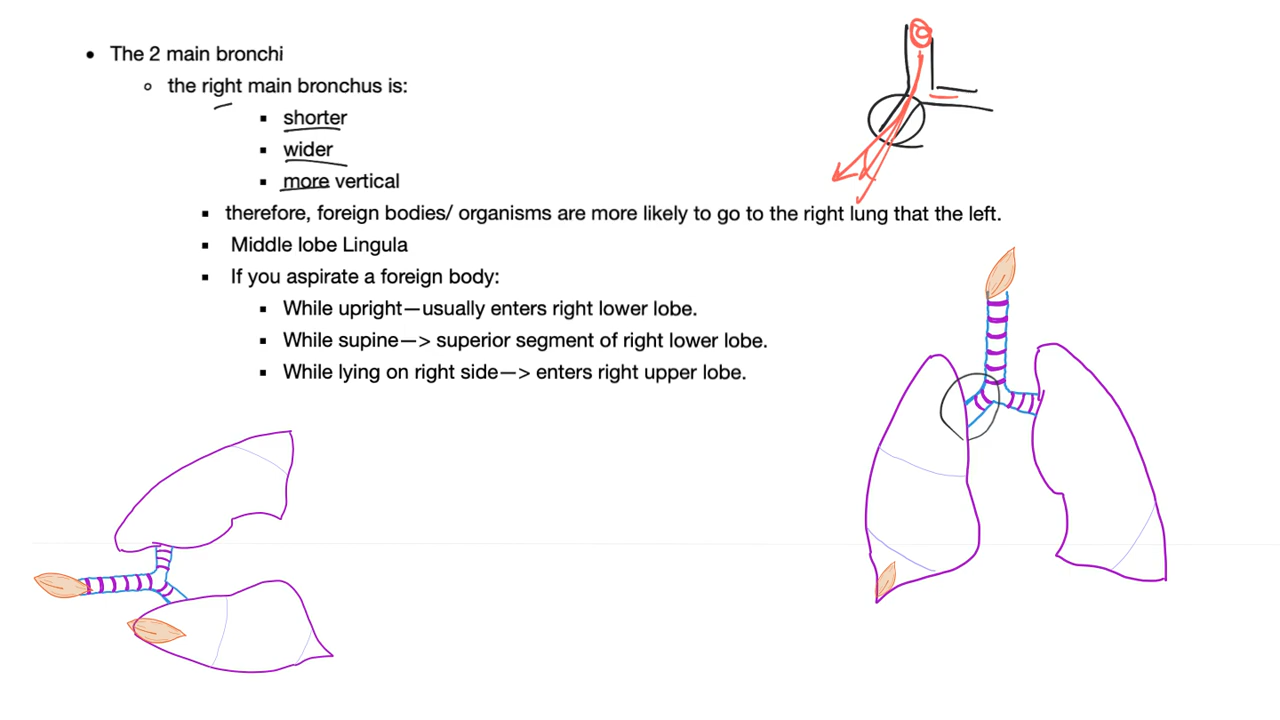 The 2 main bronchi
the right main bronchus is:
shorter
wider
more vertical
therefore, foreign bodies/ organisms are more likely to go to the right lung that the left.
Middle lobe Lingula
If you aspirate a foreign body:
While upright—usually enters right lower lobe.
While supine—> superior segment of right lower lobe.
While lying on right side—> enters right upper lobe.